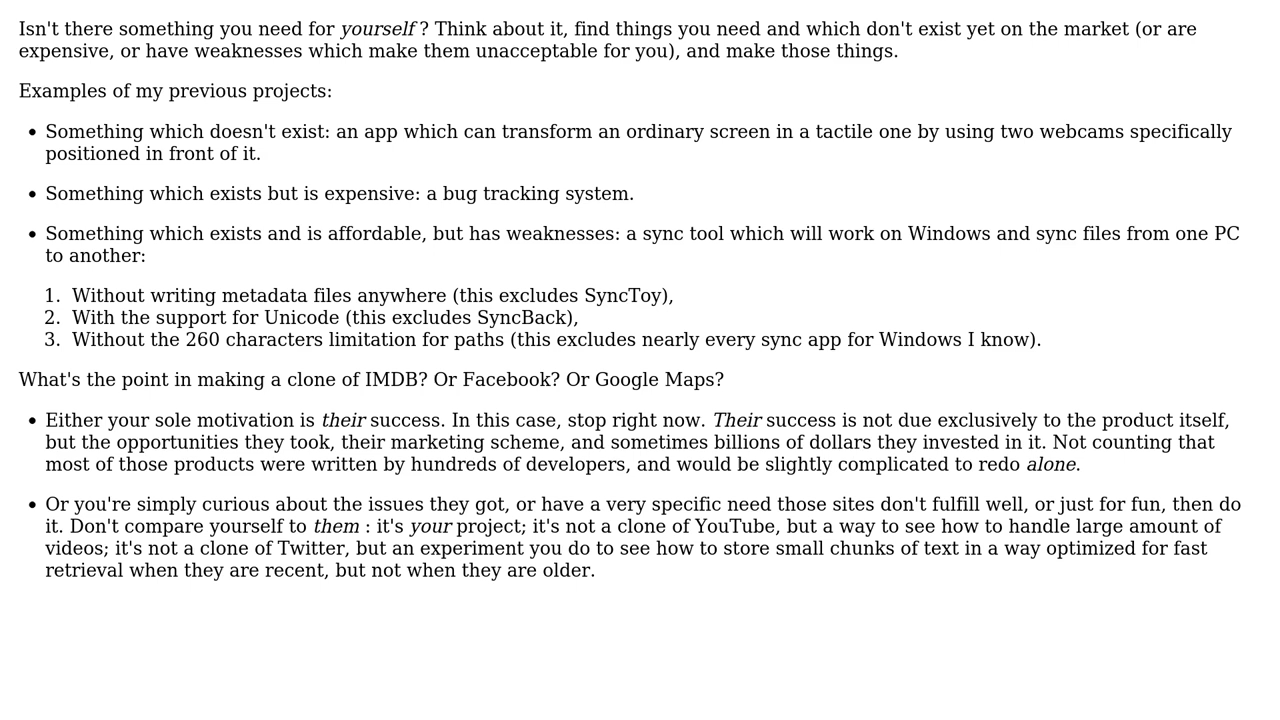 Isn't there something you need for yourself ? Think about it, find things you need and which don't exist yet on the market (or are
expensive, or have weaknesses which make them unacceptable for you), and make those things.
Examples of my previous projects:
• Something which doesn't exist: an app which can transform an ordinary screen in a tactile one by using two webcams specifically
positioned in front of it.
• Something which exists but is expensive: a bug tracking system.
• Something which exists and is affordable, but has weaknesses: a sync tool which will work on Windows and sync files from one PC
to another:
1. Without writing metadata files anywhere (this excludes SyncToy),
2. With the support for Unicode (this excludes SyncBack),
3. Without the 260 characters limitation for paths (this excludes nearly every sync app for Windows I know).
What's the point in making a clone of IMDB? Or Facebook? Or Google Maps?
• Either your sole motivation is their success. In this case, stop right now. Their success is not due exclusively to the product itself,
but the opportunities they took, their marketing scheme, and sometimes billions of dollars they invested in it. Not counting that
most of those products were written by hundreds of developers, and would be slightly complicated to redo alone.
• Or you're simply curious about the issues they got, or have a very specific need those sites don't fulfill well, or just for fun, then do
it. Don't compare yourself to them : it's your project; it's not a clone of YouTube, but a way to see how to handle large amount of
videos; it's not a clone of Twitter, but an experiment you do to see how to store small chunks of text in a way optimized for fast
retrieval when they are recent, but not when they are older.